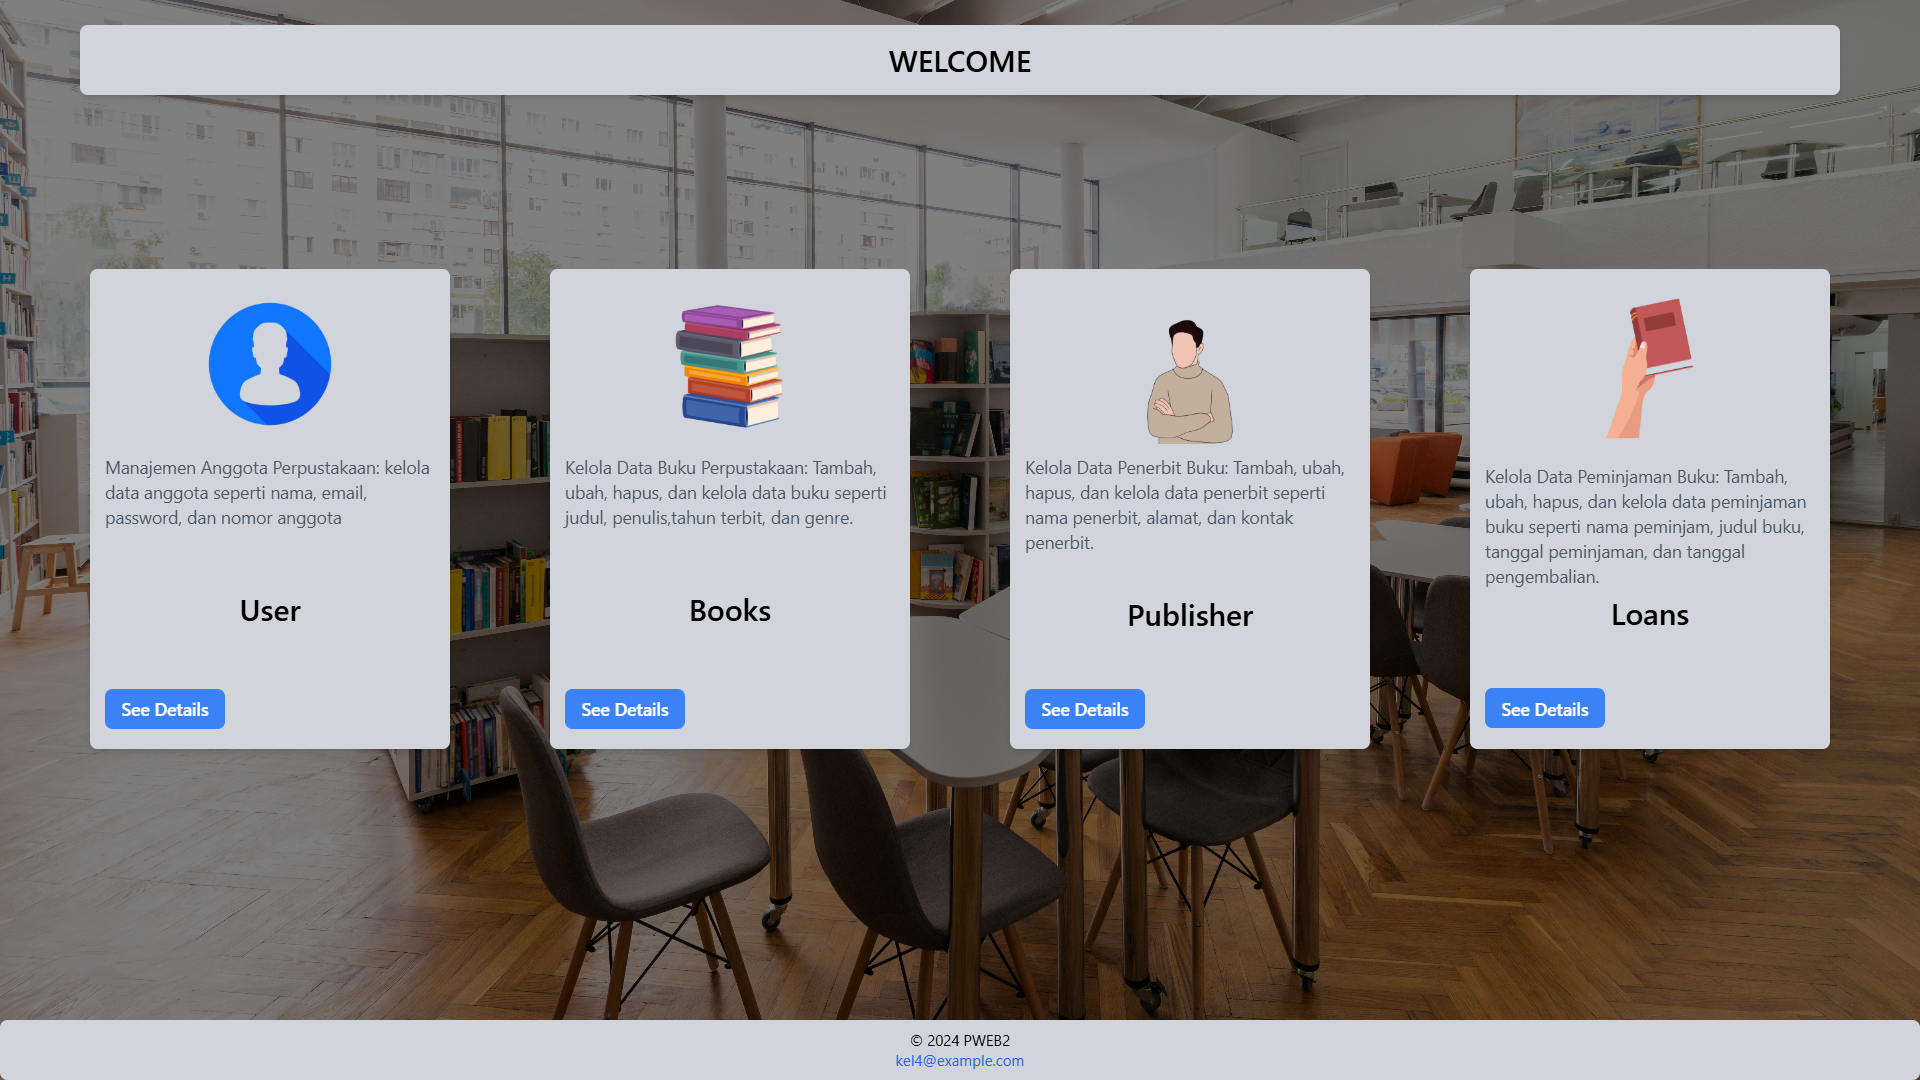 WELCOME
Manajemen Anggota Perpustakaan: kelola
data anggota seperti nama, email,
password, dan nomor anggota
User
See Details
Kelola Data Buku Perpustakaan: Tambah,
ubah, hapus, dan kelola data buku seperti
judul, penulis,tahun terbit, dan genre.
Books
See Details
Kelola Data Penerbit Buku: Tambah, ubah,
hapus, dan kelola data penerbit seperti
nama penerbit, alamat, dan kontak
penerbit.
Publisher
See Details
Kelola Data Peminjaman Buku: Tambah,
ubah, hapus, dan kelola data peminjaman
buku seperti nama peminjam, judul buku,
tanggal peminjaman, dan tanggal
pengembalian.
Loans
See Details
© 2024 PWEB2
kel4@example.com